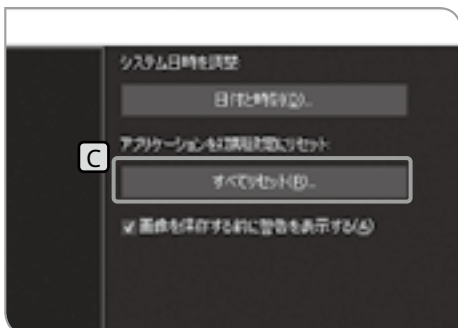 システム日時を調整
日付と時刻(D)...
アプリケーションを初期設定にリセット
C
すべてリセット(R)...
画像を保存する前に警告を表示する(A)